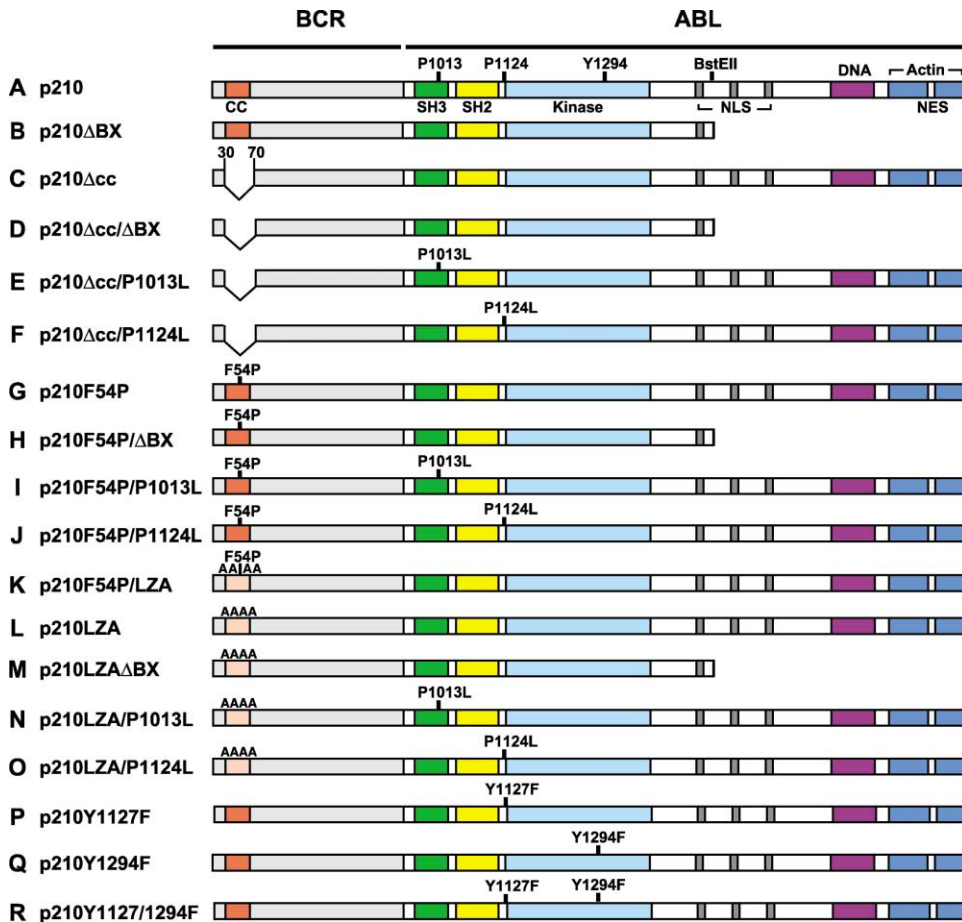 BCR ABL
P1013 P1124 Y1294 BstEII DNA Actin
A p210
CC SH3 SH2 Kinase NLS NES
B p210ΔBX
30 70
C p210Δcc
D p210Δcc/ΔBX
P1013L
E p210Δcc/P1013L
P1124L
F p210Δcc/P1124L
F54P
G p210F54P
F54P
H p210F54P/ΔBX
F54P P1013L
I p210F54P/P1013L
F54P P1124L
J p210F54P/P1124L
F54P
AAIAA
K p210F54P/LZA
AAAA
L p210LZA
AAAA
M p210LZAΔBX
AAAA P1013L
N p210LZA/P1013L
AAAA P1124L
O p210LZA/P1124L
Y1127F
P p210Y1127F
Y1294F
Q p210Y1294F
Y1127F Y1294F
R p210Y1127/1294F